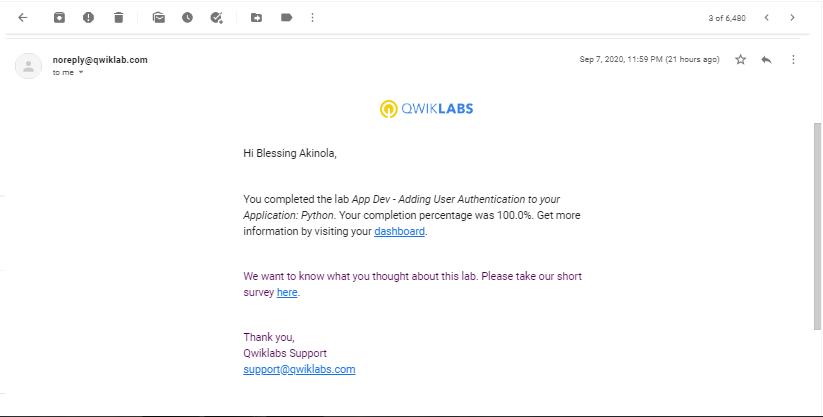 3 of 6,480
noreply@qwiklab.com
Sep 7, 2020, 11:59 PM (21 hours ago)
to me
QWIKLABS
Hi Blessing Akinola,
You completed the lab App Dev - Adding User Authentication to your
Application: Python. Your completion percentage was 100.0%. Get more
information by visiting your dashboard.
We want to know what you thought about this lab. Please take our short
survey here.
Thank you,
Qwiklabs Support
support@qwiklabs.com